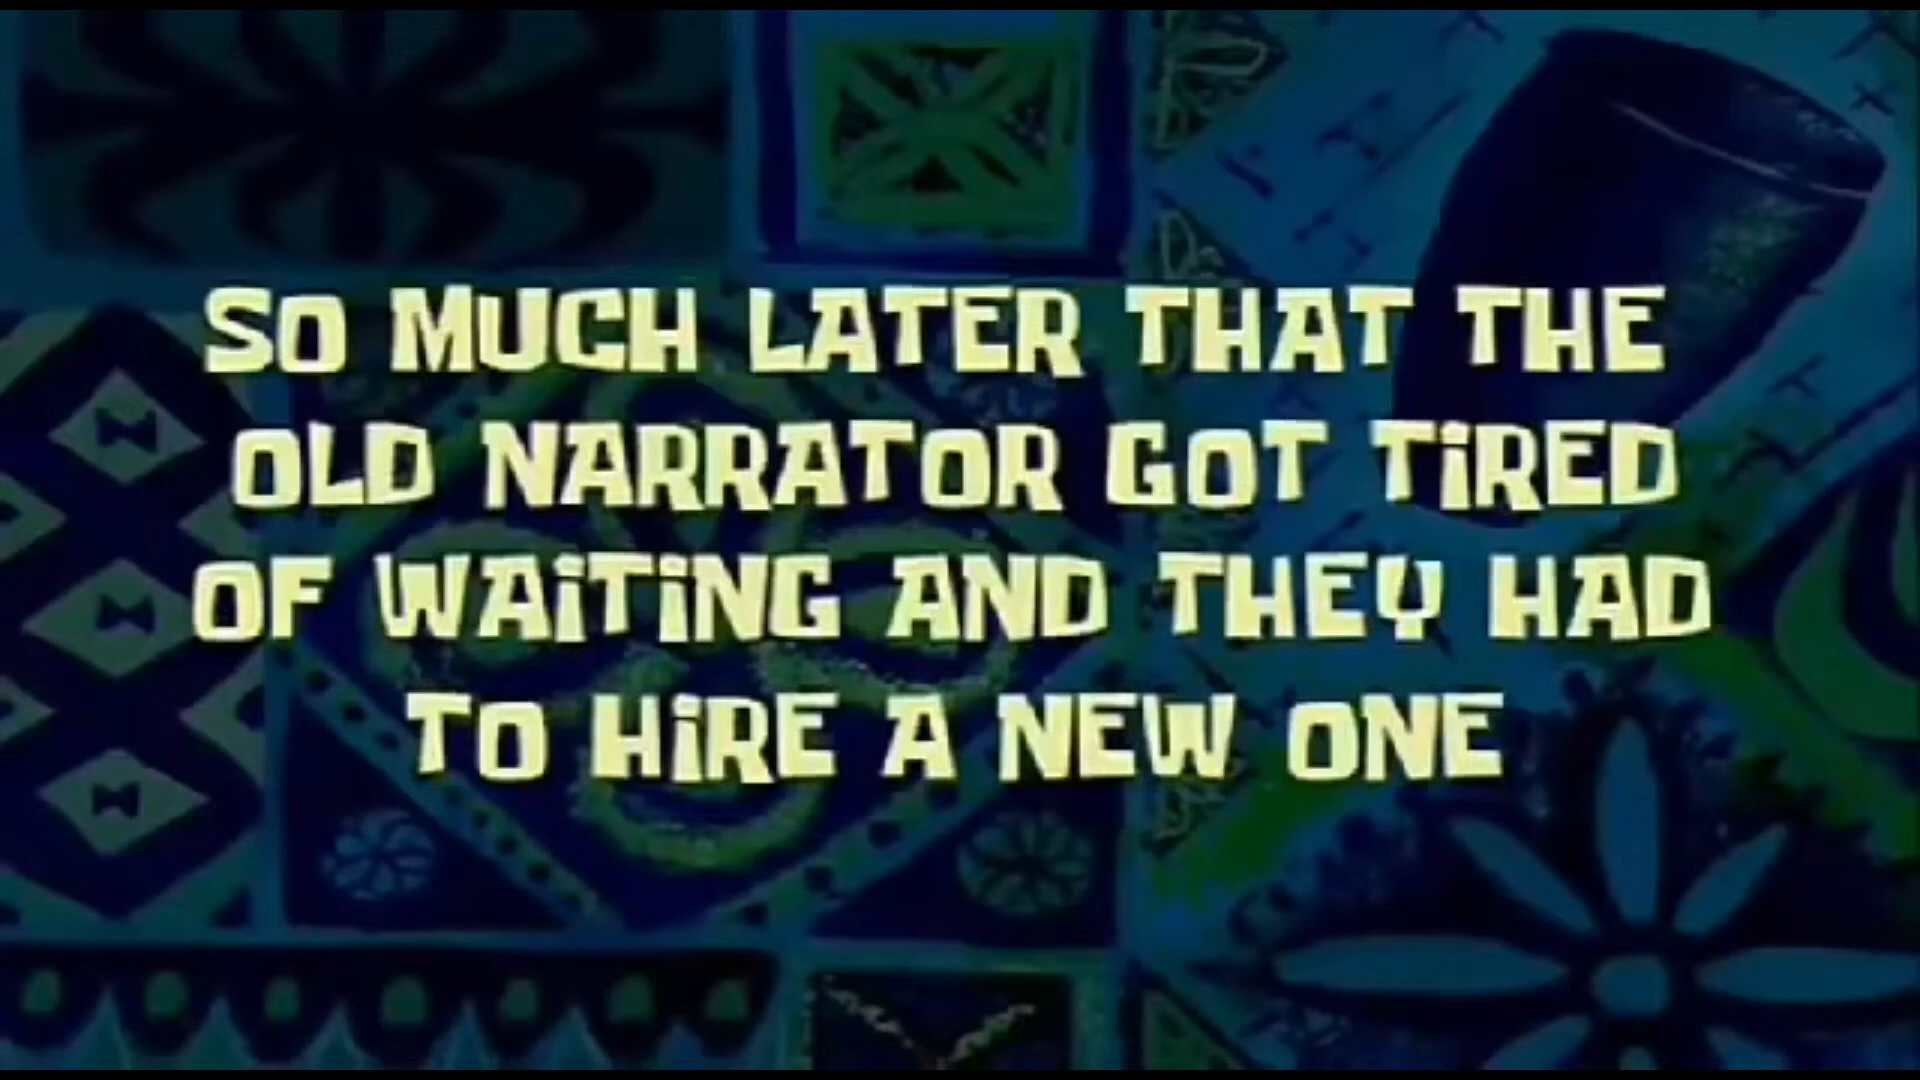 SO MUCH LATER THAT THE
OLD NARRATOR GOT TiRED
OF WAiTiNG AND THEY HAD
TO HiRE A NEW ONE